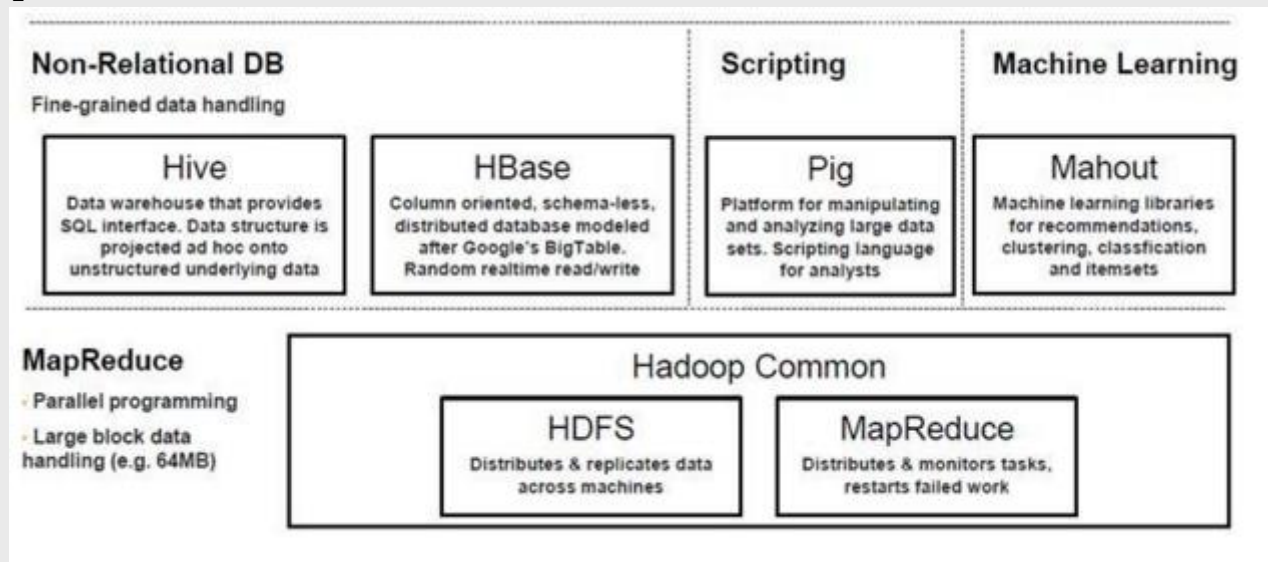 Non-Relational DB
Fine-grained data handling
Scripting
Machine Learning
Hive
Data warehouse that provides
SQL interface. Data structure is
projected ad hoc onto
unstructured underlying data
HBase
Column oriented, schema-less,
distributed database modeled
after Google's BigTable.
Random realtime read/write
Pig
Platform for manipulating
and analyzing large data
sets. Scripting language
for analysts
Mahout
Machine learning libraries
for recommendations,
clustering, classfication
and itemsets
MapReduce
· Parallel programming
· Large block data
handling (e.g. 64MB)
Hadoop Common
HDFS
Distributes & replicates data
across machines
MapReduce
Distributes & monitors tasks,
restarts failed work